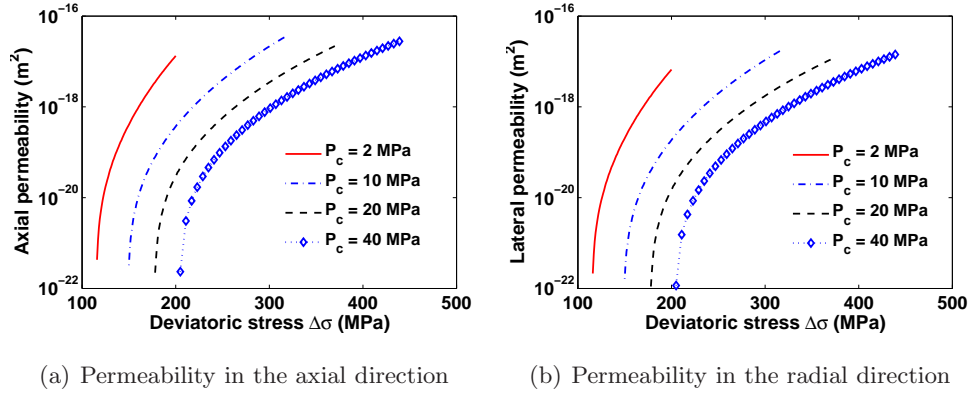 10^−16
10^−18
10^−20
10^−22
Axial permeability (m²)
P_c = 2 MPa
P_c = 10 MPa
P_c = 20 MPa
P_c = 40 MPa
100 200 300 400 500
Deviatoric stress Δσ (MPa)
(a) Permeability in the axial direction
10^−16
10^−18
10^−20
10^−22
Lateral permeability (m²)
P_c = 2 MPa
P_c = 10 MPa
P_c = 20 MPa
P_c = 40 MPa
100 200 300 400 500
Deviatoric stress Δσ (MPa)
(b) Permeability in the radial direction